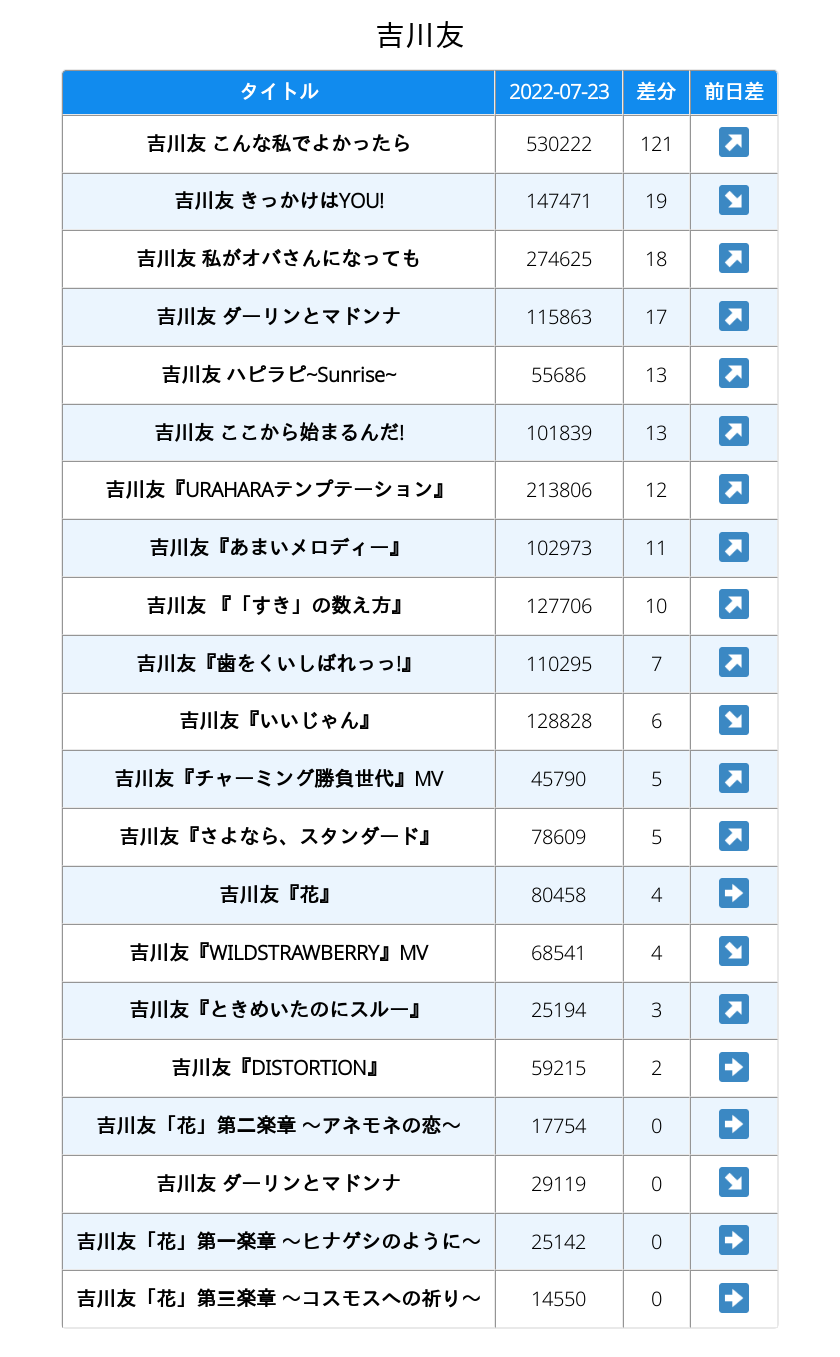 吉川友
タイトル 2022-07-23 差分 前日差
吉川友 こんな私でよかったら 530222 121
吉川友 きっかけはYOU! 147471 19
吉川友 私がオバさんになっても 274625 18
吉川友 ダーリンとマドンナ 115863 17
吉川友 ハピラピ~Sunrise~ 55686 13
吉川友 ここから始まるんだ! 101839 13
吉川友『URAHARAテンプテーション』 213806 12
吉川友『あまいメロディー』 102973 11
吉川友 『「すき」の数え方』 127706 10
吉川友『歯をくいしばれっっ!』 110295 7
吉川友『いいじゃん』 128828 6
吉川友『チャーミング勝負世代』MV 45790 5
吉川友『さよなら、スタンダード』 78609 5
吉川友『花』 80458 4
吉川友『WILDSTRAWBERRY』MV 68541 4
吉川友『ときめいたのにスルー』 25194 3
吉川友『DISTORTION』 59215 2
吉川友「花」第二楽章 〜アネモネの恋〜 17754 0
吉川友 ダーリンとマドンナ 29119 0
吉川友「花」第一楽章 〜ヒナゲシのように〜 25142 0
吉川友「花」第三楽章 〜コスモスへの祈り〜 14550 0